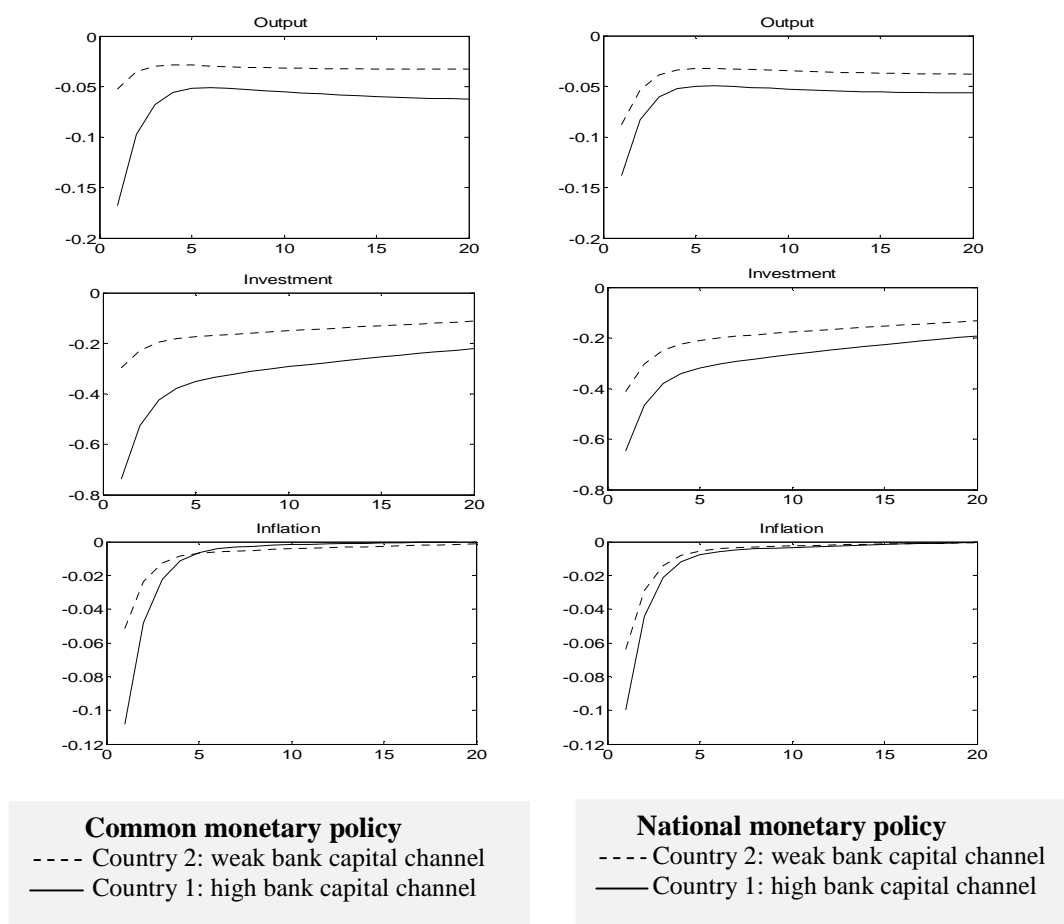 Output
0
-0.05
-0.1
-0.15
-0.2
0 5 10 15 20
Investment
0
-0.2
-0.4
-0.6
-0.8
0 5 10 15 20
Inflation
0
-0.02
-0.04
-0.06
-0.08
-0.1
-0.12
0 5 10 15 20
Common monetary policy
Country 2: weak bank capital channel
Country 1: high bank capital channel
Output
0
-0.05
-0.1
-0.15
-0.2
0 5 10 15 20
Investment
0
-0.2
-0.4
-0.6
-0.8
0 5 10 15 20
Inflation
0
-0.02
-0.04
-0.06
-0.08
-0.1
-0.12
0 5 10 15 20
National monetary policy
Country 2: weak bank capital channel
Country 1: high bank capital channel